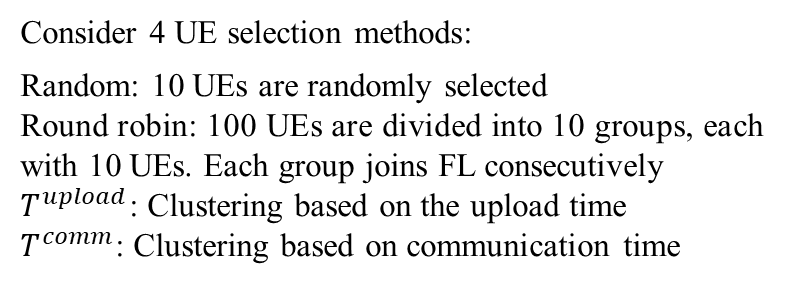 Consider 4 UE selection methods:
Random: 10 UEs are randomly selected
Round robin: 100 UEs are divided into 10 groups, each
with 10 UEs. Each group joins FL consecutively
T^{upload}: Clustering based on the upload time
T^{comm}: Clustering based on communication time